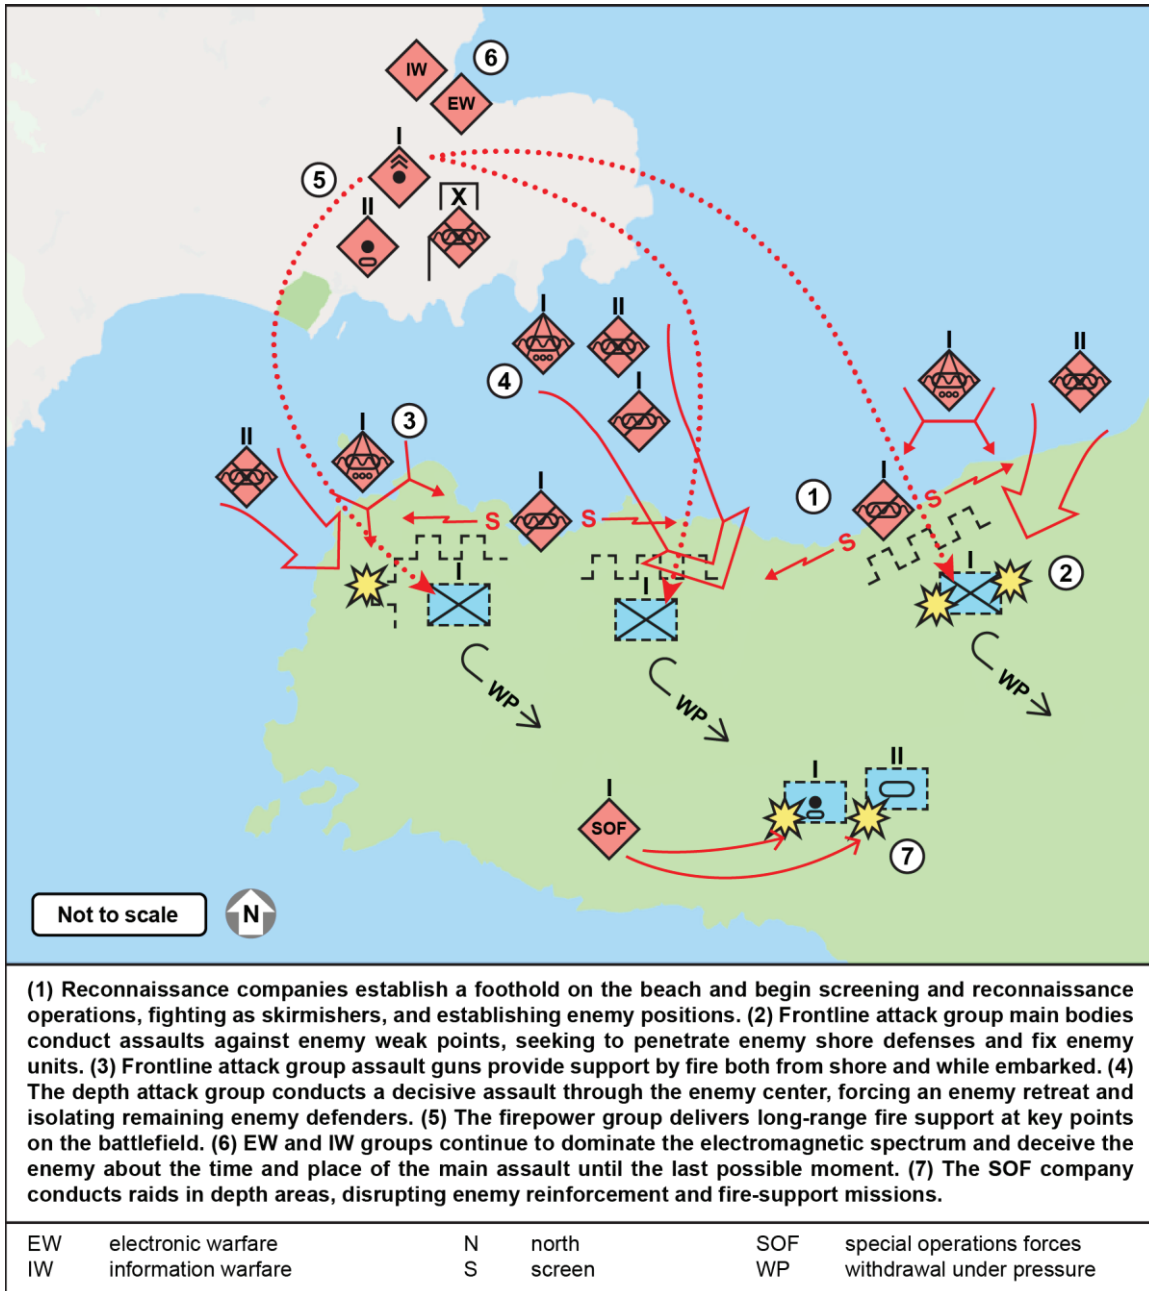 IW
EW
6
I
5
II
X
I
II
4
I
I
II
3
I
II
I
1
I
S
S
S
S
I
I
I
2
WP
WP
WP
I
II
I
SOF
7
Not to scale
N
(1) Reconnaissance companies establish a foothold on the beach and begin screening and reconnaissance
operations, fighting as skirmishers, and establishing enemy positions. (2) Frontline attack group main bodies
conduct assaults against enemy weak points, seeking to penetrate enemy shore defenses and fix enemy
units. (3) Frontline attack group assault guns provide support by fire both from shore and while embarked. (4)
The depth attack group conducts a decisive assault through the enemy center, forcing an enemy retreat and
isolating remaining enemy defenders. (5) The firepower group delivers long-range fire support at key points
on the battlefield. (6) EW and IW groups continue to dominate the electromagnetic spectrum and deceive the
enemy about the time and place of the main assault until the last possible moment. (7) The SOF company
conducts raids in depth areas, disrupting enemy reinforcement and fire-support missions.
EW electronic warfare N north SOF special operations forces
IW information warfare S screen WP withdrawal under pressure